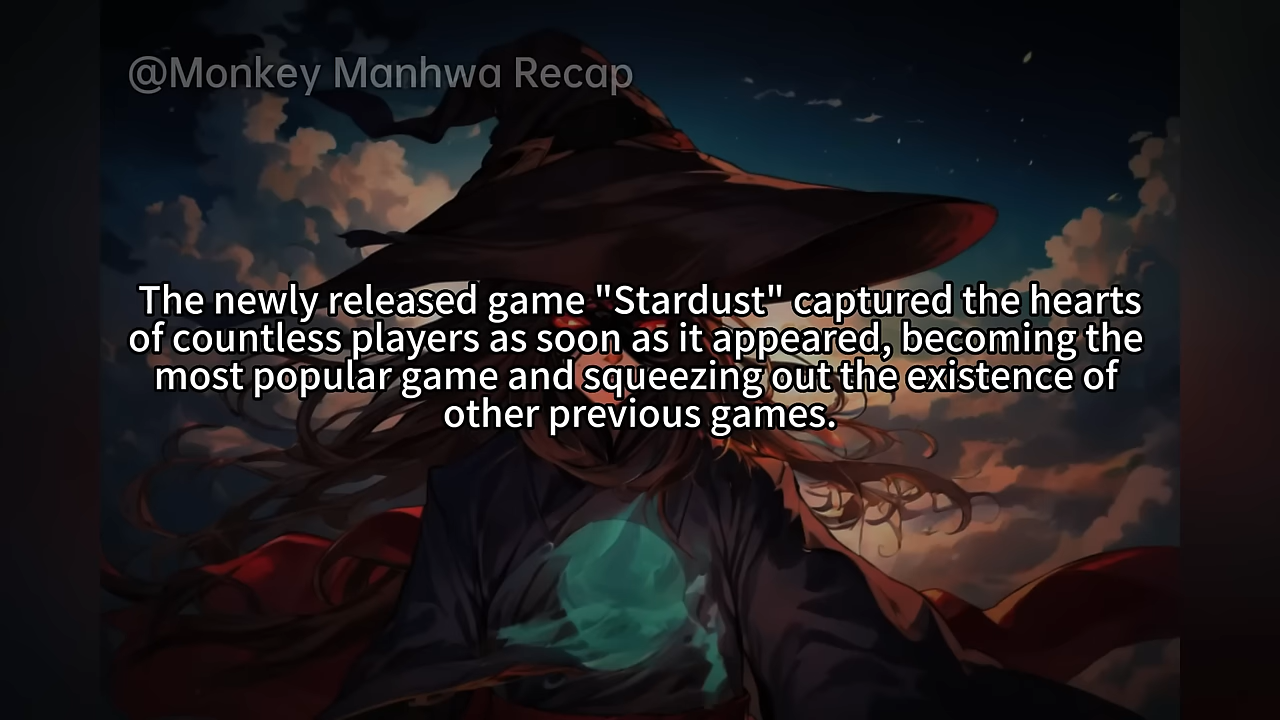 @Monkey Manhwa Recap
The newly released game "Stardust" captured the hearts
of countless players as soon as it appeared, becoming the
most popular game and squeezing out the existence of
other previous games.